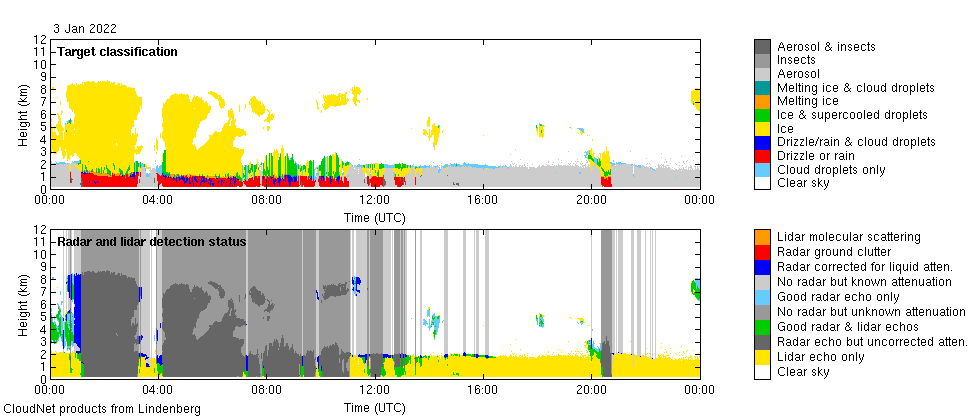 3 Jan 2022
Target classification
Height (km)
12
11
10
9
8
7
6
5
4
3
2
1
0
00:00 04:00 08:00 12:00 16:00 20:00 00:00
Time (UTC)
Aerosol & insects
Insects
Aerosol
Melting ice & cloud droplets
Melting ice
Ice & supercooled droplets
Ice
Drizzle/rain & cloud droplets
Drizzle or rain
Cloud droplets only
Clear sky
Radar and lidar detection status
Height (km)
12
11
10
9
8
7
6
5
4
3
2
1
0
00:00 04:00 08:00 12:00 16:00 20:00 00:00
Time (UTC)
Lidar molecular scattering
Radar ground clutter
Radar corrected for liquid atten.
No radar but known attenuation
Good radar echo only
No radar but unknown attenuation
Good radar & lidar echos
Radar echo but uncorrected atten.
Lidar echo only
Clear sky
CloudNet products from Lindenberg